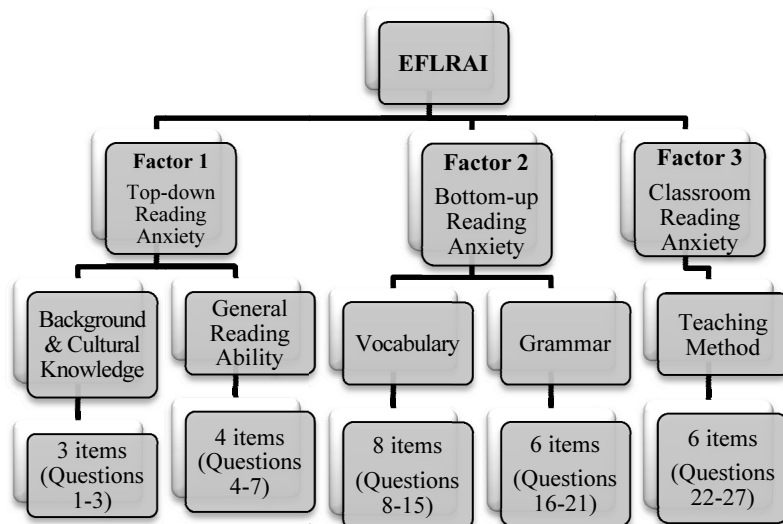 EFLRAI
Factor 1
Top-down
Reading
Anxiety
Factor 2
Bottom-up
Reading
Anxiety
Factor 3
Classroom
Reading
Anxiety
Background
& Cultural
Knowledge
General
Reading
Ability
Vocabulary
Grammar
Teaching
Method
3 items
(Questions
1-3)
4 items
(Questions
4-7)
8 items
(Questions
8-15)
6 items
(Questions
16-21)
6 items
(Questions
22-27)